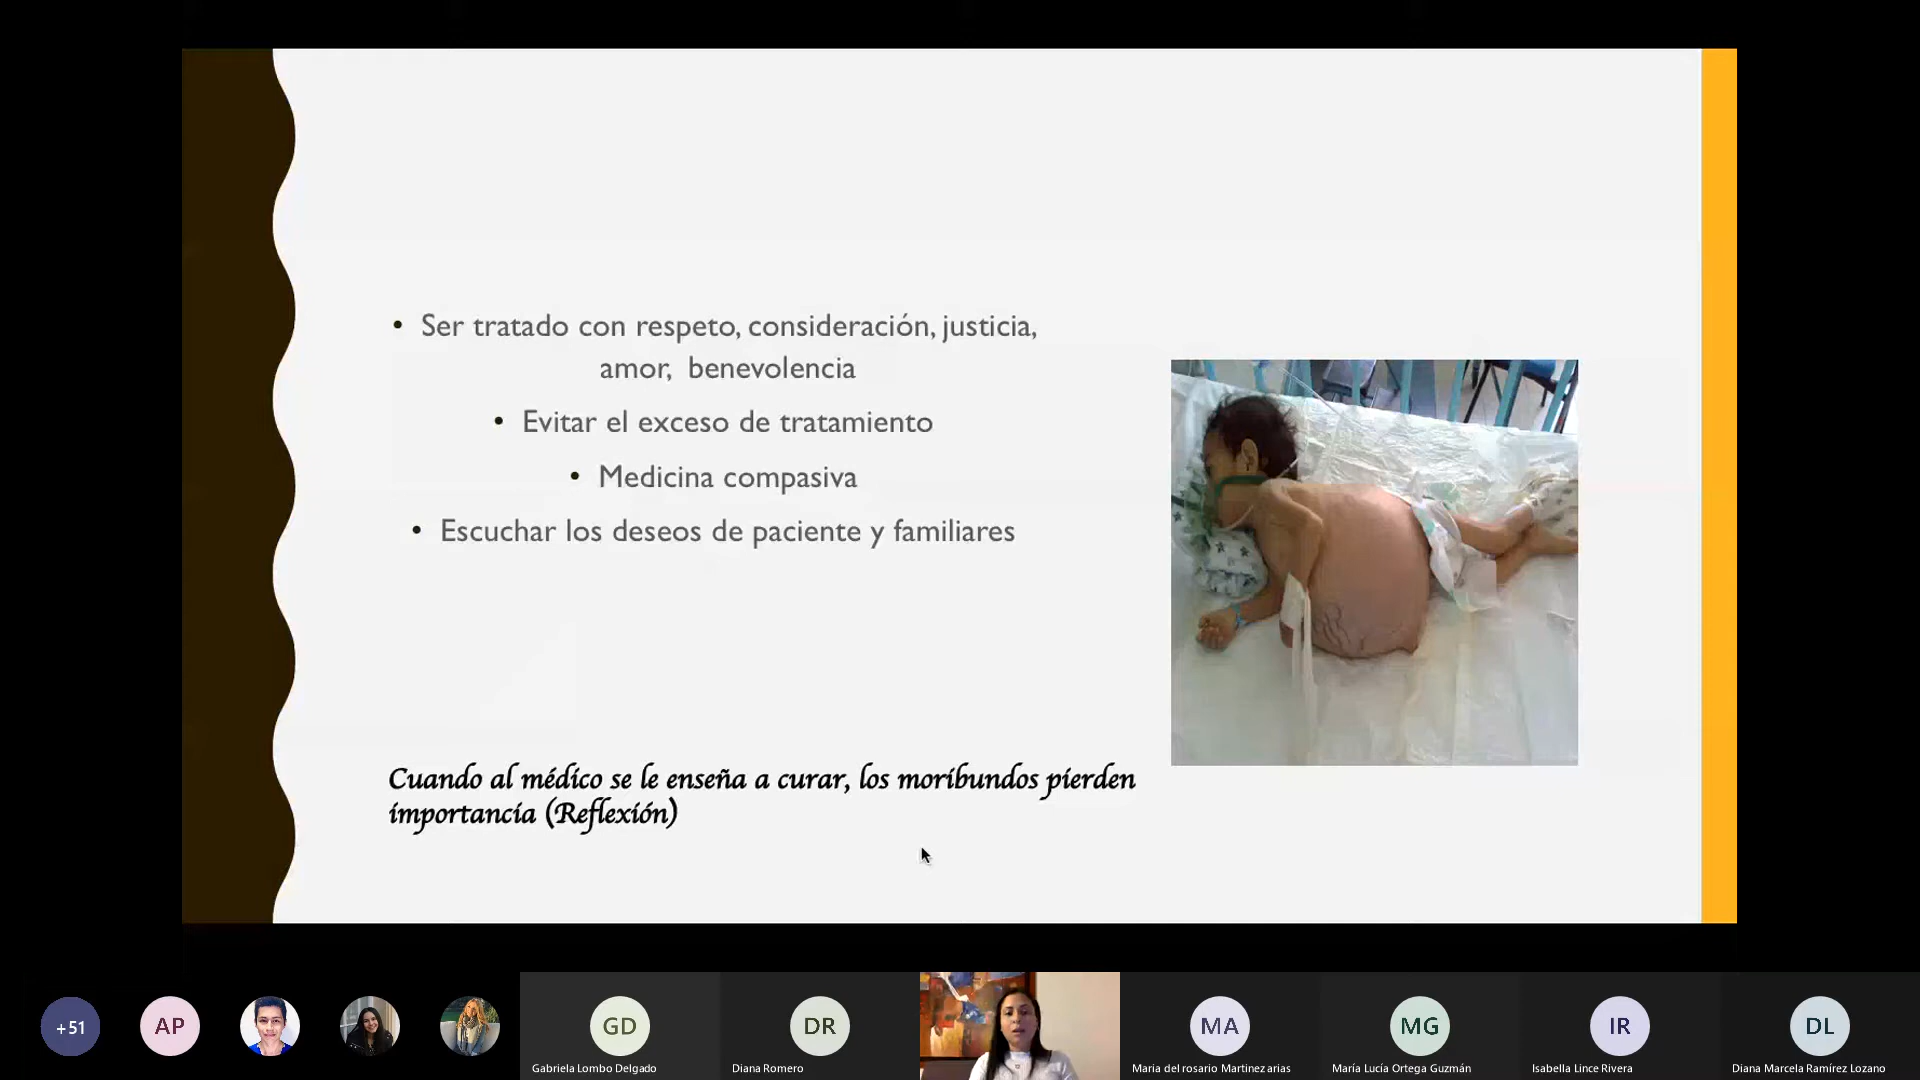 • Ser tratado con respeto, consideración, justicia,
amor, benevolencia
• Evitar el exceso de tratamiento
• Medicina compasiva
• Escuchar los deseos de paciente y familiares
Cuando al médico se le enseña a curar, los moribundos pierden
importancia (Reflexión)
+51
AP
GD
DR
MA
MG
IR
DL
Gabriela Lombo Delgado
Diana Romero
Maria del rosario Martinez arias
María Lucía Ortega Guzmán
Isabella Lince Rivera
Diana Marcela Ramírez Lozano